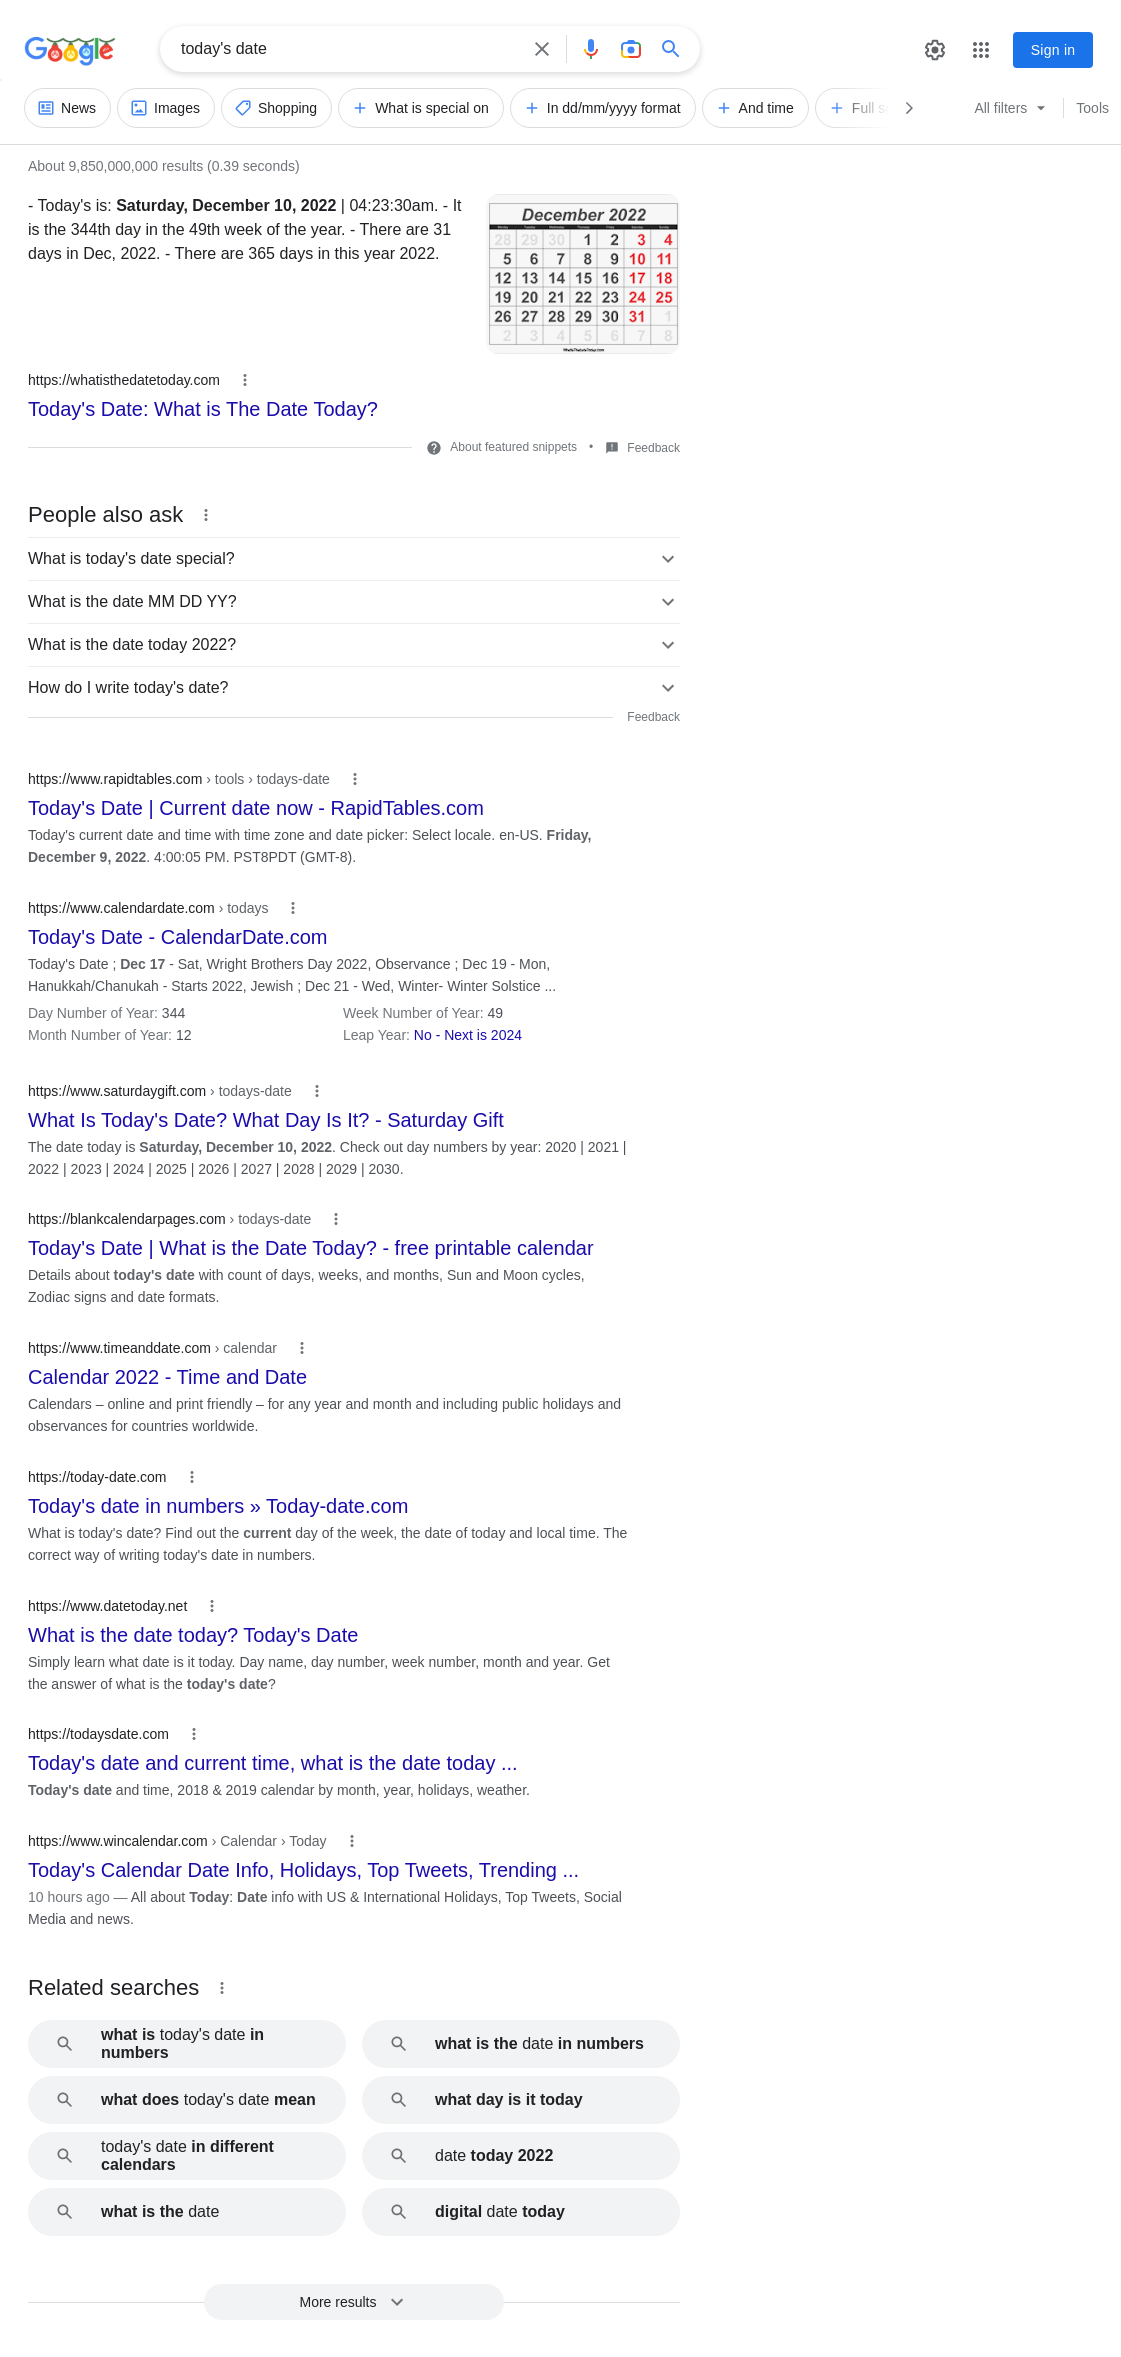 Google
today's date
Sign in
News
Images
Shopping
What is special on
In dd/mm/yyyy format
And time
Full
All filters
Tools
About 9,850,000,000 results (0.39 seconds)
- Today's is: Saturday, December 10, 2022 | 04:23:30am. - It
is the 344th day in the 49th week of the year. - There are 31
days in Dec, 2022. - There are 365 days in this year 2022.
December 2022
28 29 30 1 2 3 4
5 6 7 8 9 10 11
12 13 14 15 16 17 18
19 20 21 22 23 24 25
26 27 28 29 30 31 1
2 3 4 5 6 7 8
https://whatisthedatetoday.com
Today's Date: What is The Date Today?
About featured snippets • Feedback
People also ask
What is today's date special?
What is the date MM DD YY?
What is the date today 2022?
How do I write today's date?
Feedback
https://www.rapidtables.com › tools › todays-date
Today's Date | Current date now - RapidTables.com
Today's current date and time with time zone and date picker: Select locale. en-US. Friday,
December 9, 2022. 4:00:05 PM. PST8PDT (GMT-8).
https://www.calendardate.com › todays
Today's Date - CalendarDate.com
Today's Date ; Dec 17 - Sat, Wright Brothers Day 2022, Observance ; Dec 19 - Mon,
Hanukkah/Chanukah - Starts 2022, Jewish ; Dec 21 - Wed, Winter- Winter Solstice ...
Day Number of Year: 344 Week Number of Year: 49
Month Number of Year: 12 Leap Year: No - Next is 2024
https://www.saturdaygift.com › todays-date
What Is Today's Date? What Day Is It? - Saturday Gift
The date today is Saturday, December 10, 2022. Check out day numbers by year: 2020 | 2021 |
2022 | 2023 | 2024 | 2025 | 2026 | 2027 | 2028 | 2029 | 2030.
https://blankcalendarpages.com › todays-date
Today's Date | What is the Date Today? - free printable calendar
Details about today's date with count of days, weeks, and months, Sun and Moon cycles,
Zodiac signs and date formats.
https://www.timeanddate.com › calendar
Calendar 2022 - Time and Date
Calendars – online and print friendly – for any year and month and including public holidays and
observances for countries worldwide.
https://today-date.com
Today's date in numbers » Today-date.com
What is today's date? Find out the current day of the week, the date of today and local time. The
correct way of writing today's date in numbers.
https://www.datetoday.net
What is the date today? Today's Date
Simply learn what date is it today. Day name, day number, week number, month and year. Get
the answer of what is the today's date?
https://todaysdate.com
Today's date and current time, what is the date today ...
Today's date and time, 2018 & 2019 calendar by month, year, holidays, weather.
https://www.wincalendar.com › Calendar › Today
Today's Calendar Date Info, Holidays, Top Tweets, Trending ...
10 hours ago — All about Today: Date info with US & International Holidays, Top Tweets, Social
Media and news.
Related searches
what is today's date in
numbers
what is the date in numbers
what does today's date mean
what day is it today
today's date in different
calendars
date today 2022
what is the date
digital date today
More results